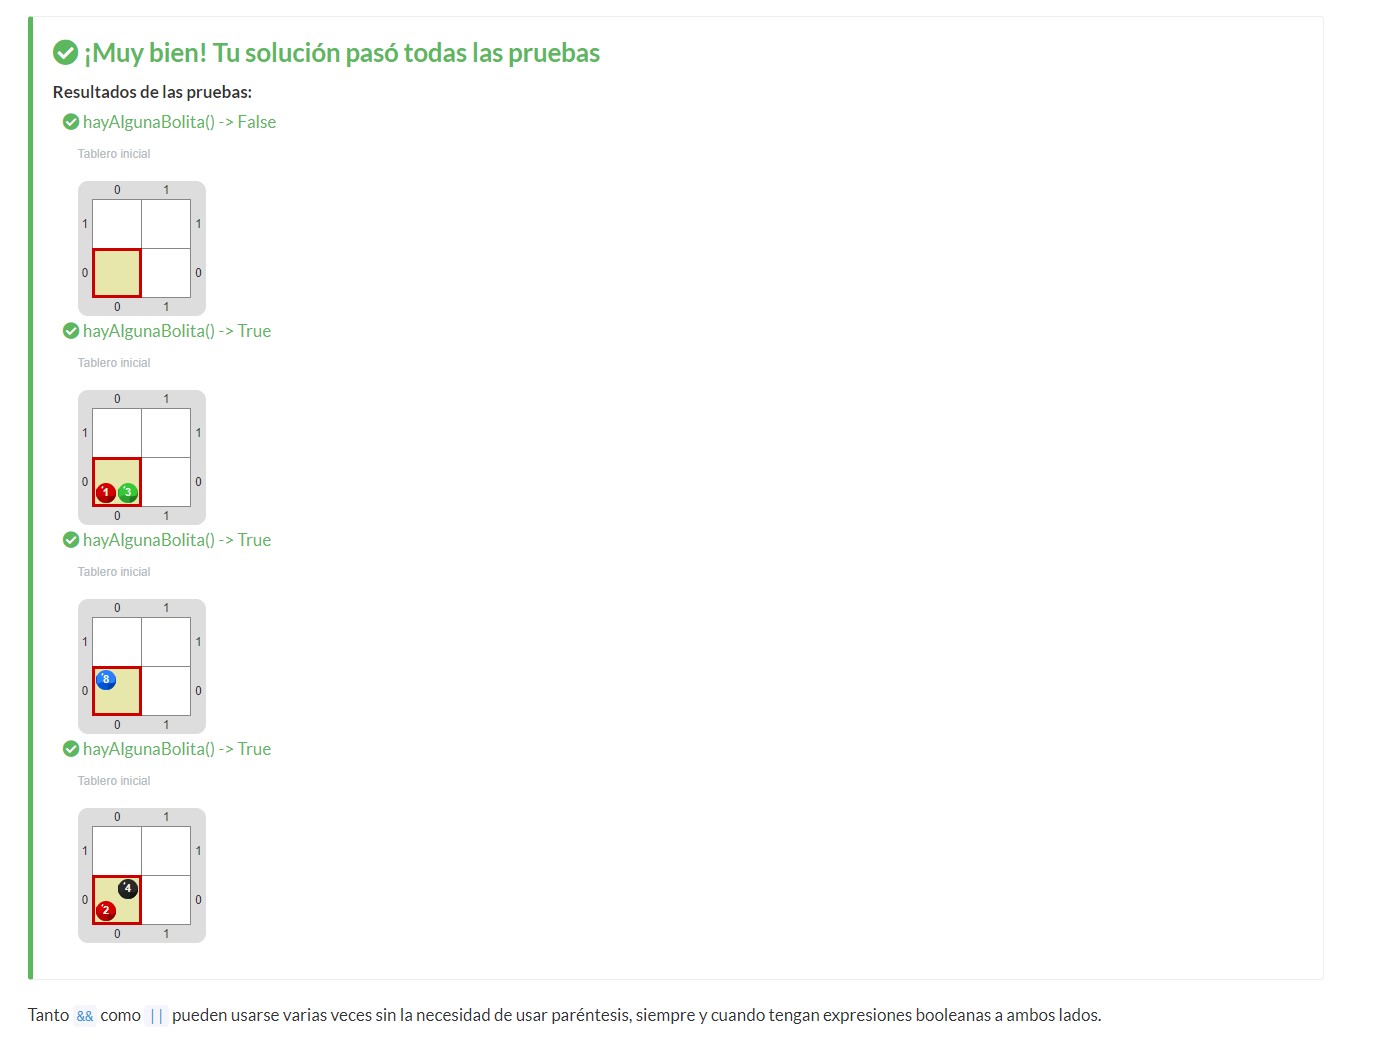 ¡Muy bien! Tu solución pasó todas las pruebas
Resultados de las pruebas:
hayAlgunaBolita() -> False
Tablero inicial
0 1
1 1
0 0
0 1
hayAlgunaBolita() -> True
Tablero inicial
0 1
1 1
0 1 3 0
0 1
hayAlgunaBolita() -> True
Tablero inicial
0 1
1 1
8
0 0
0 1
hayAlgunaBolita() -> True
Tablero inicial
0 1
1 1
4
0 0
2
0 1
Tanto && como || pueden usarse varias veces sin la necesidad de usar paréntesis, siempre y cuando tengan expresiones booleanas a ambos lados.